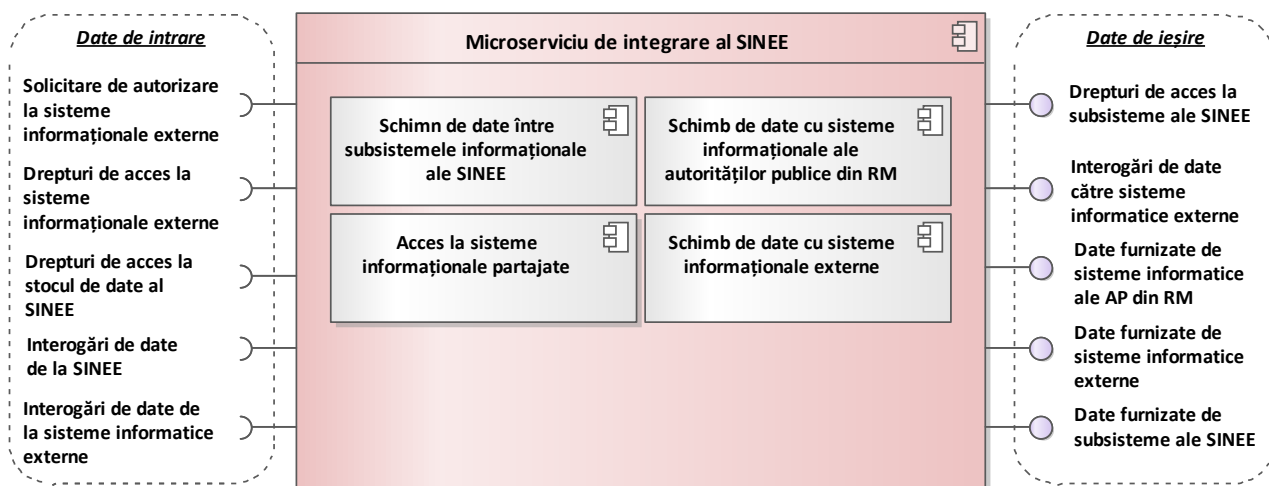 Date de intrare
Solicitare de autorizare
la sisteme
informaționale externe
Drepturi de acces la
sisteme
informaționale externe
Drepturi de acces la
stocul de date al
SINEE
Interogări de date
de la SINEE
Interogări de date de
la sisteme informatice
externe
Microserviciu de integrare al SINEE
Schimn de date între
subsistemele informaționale
ale SINEE
Schimb de date cu sisteme
informaționale ale
autorităților publice din RM
Acces la sisteme
informaționale partajate
Schimb de date cu sisteme
informaționale externe
Date de ieșire
Drepturi de acces la
subsisteme ale SINEE
Interogări de date
către sisteme
informatice externe
Date furnizate de
sisteme informatice
ale AP din RM
Date furnizate de
sisteme informatice
externe
Date furnizate de
subsisteme ale SINEE